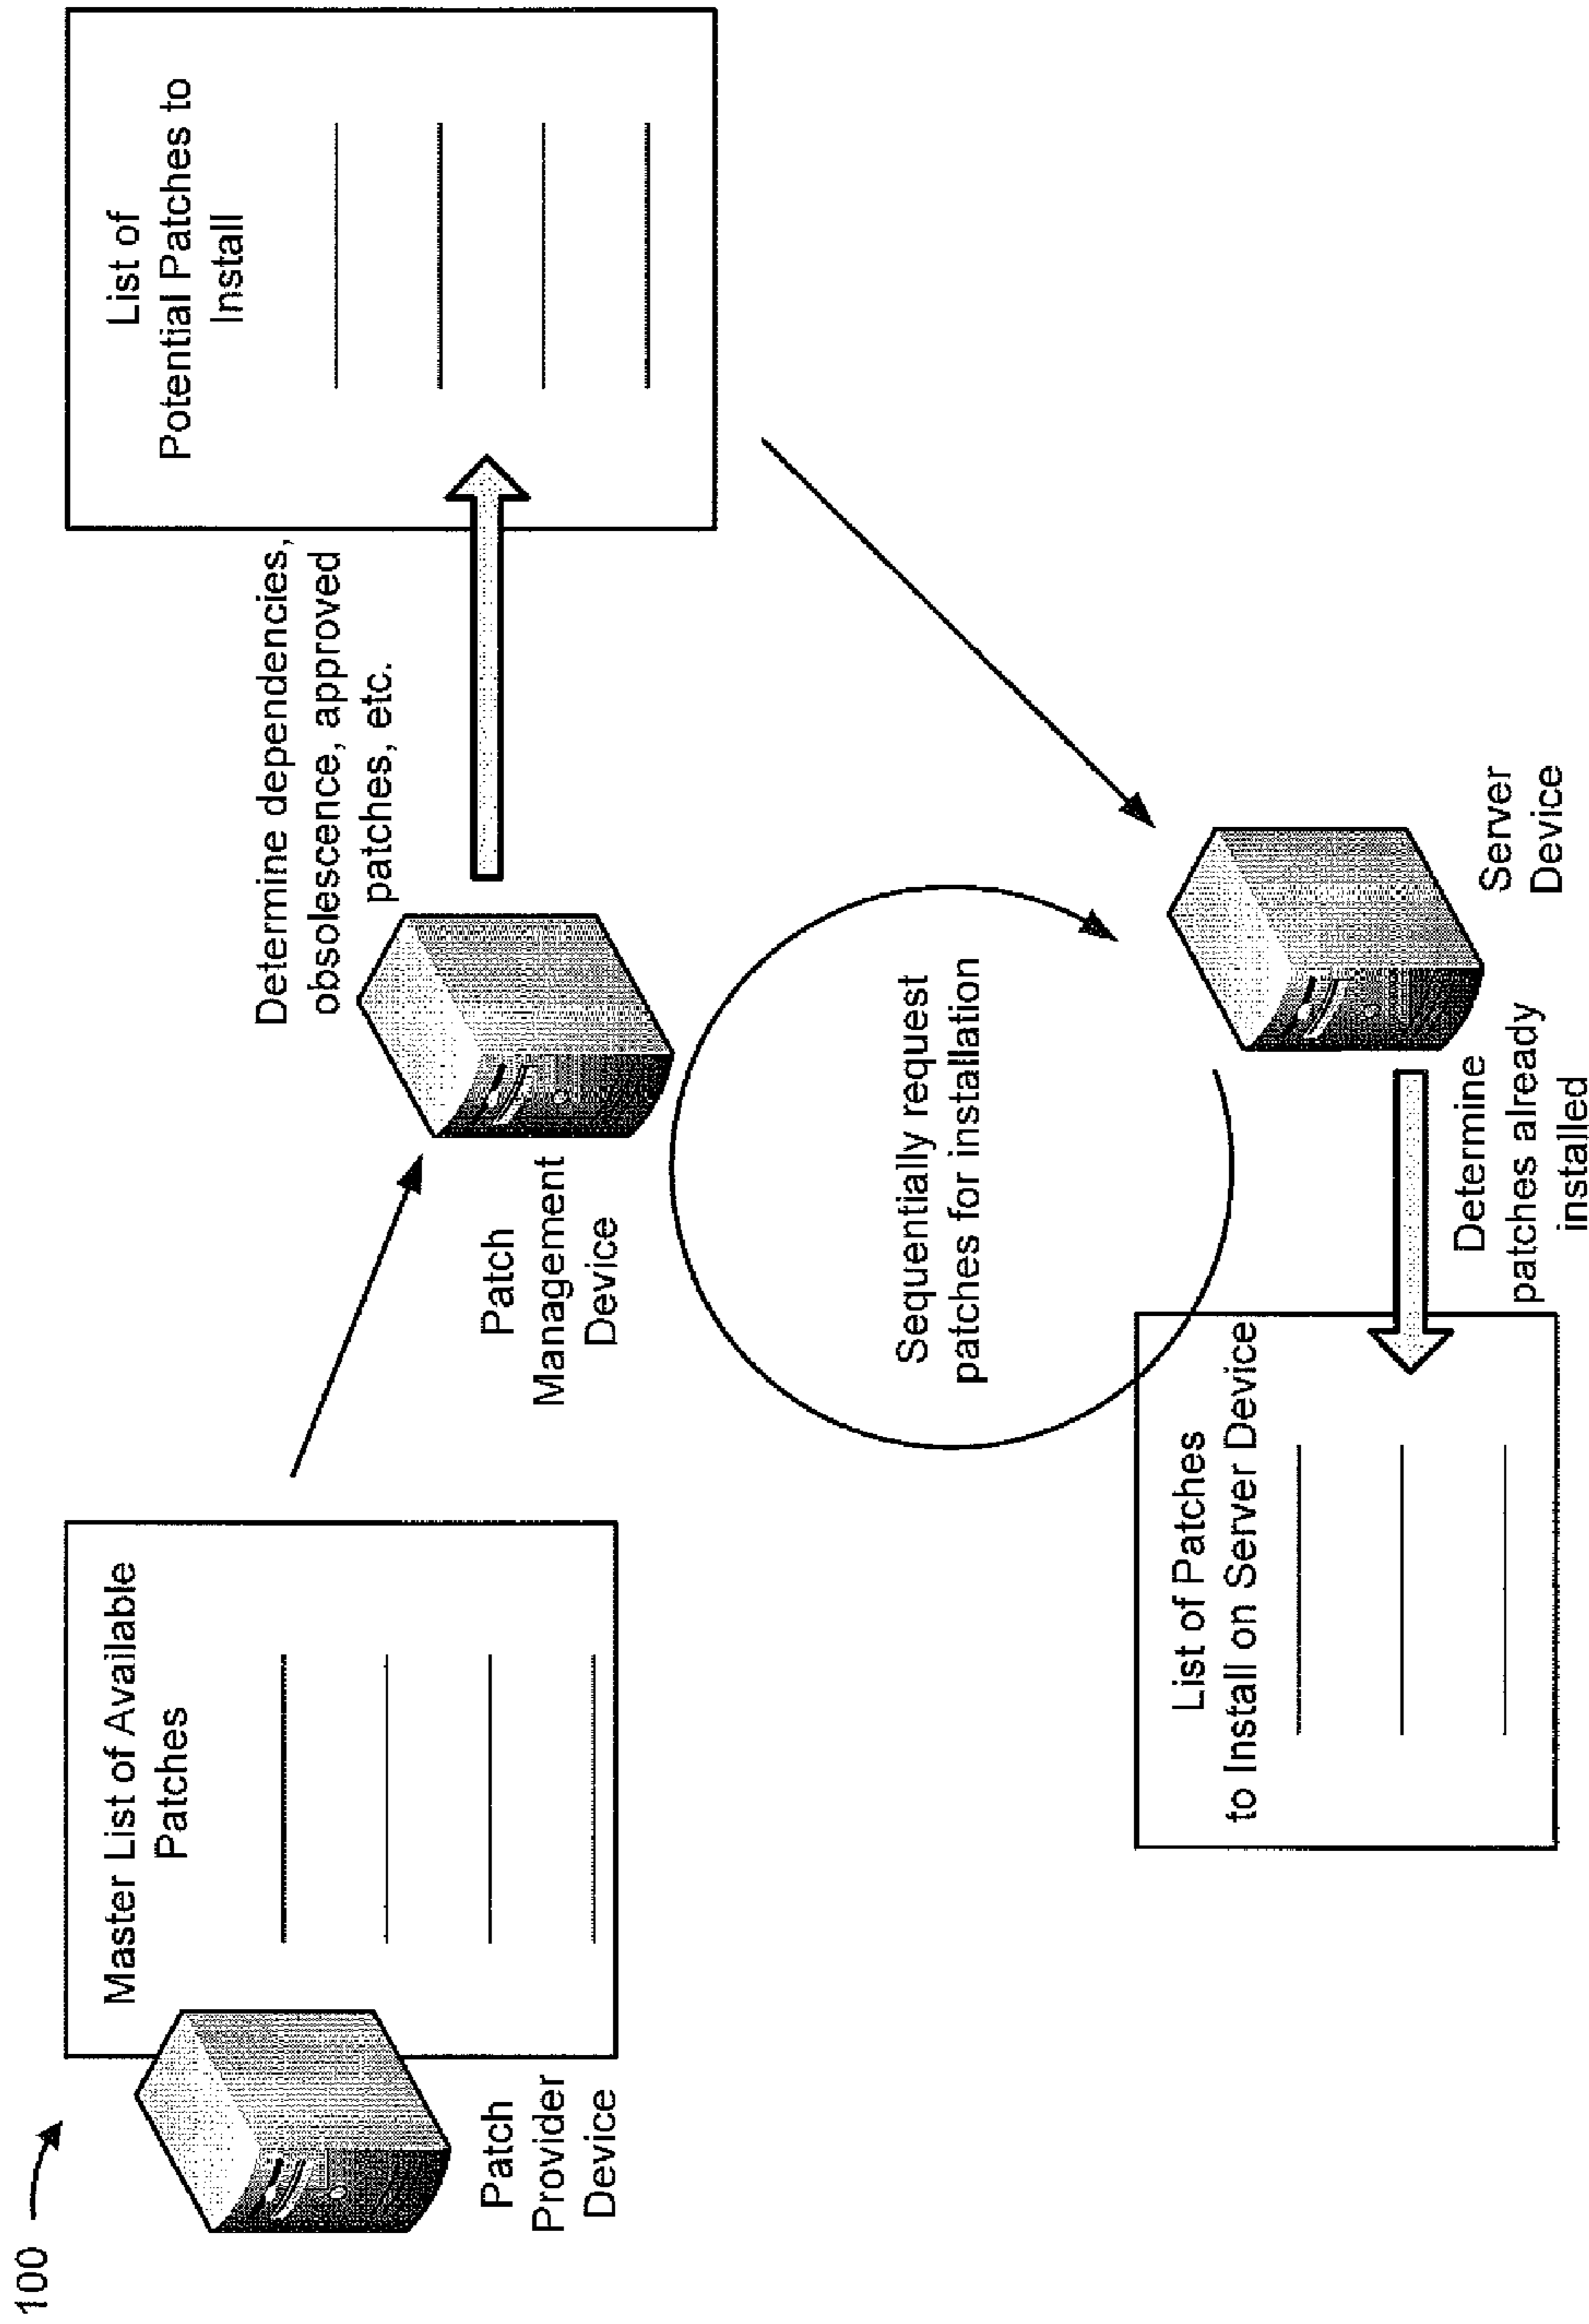 100
Master List of Available
Patches
Patch
Provider
Device
Patch
Management
Device
Determine dependencies,
obsolescence, approved
patches, etc.
List of
Potential Patches to
Install
Sequentially request
patches for installation
List of Patches
to Install on Server Device
Determine
patches already
installed
Server
Device